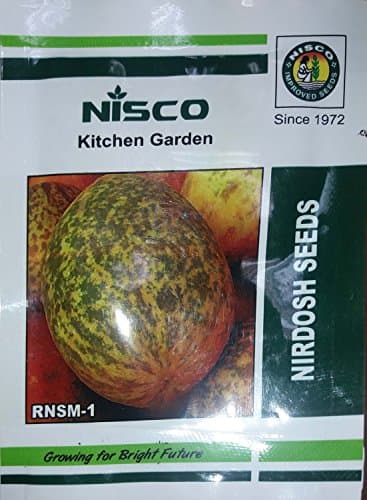 NISCO
IMPROVED SEEDS
Since 1972
NISCO
Kitchen Garden
NIRDOSH SEEDS
RNSM-1
Growing for Bright Future